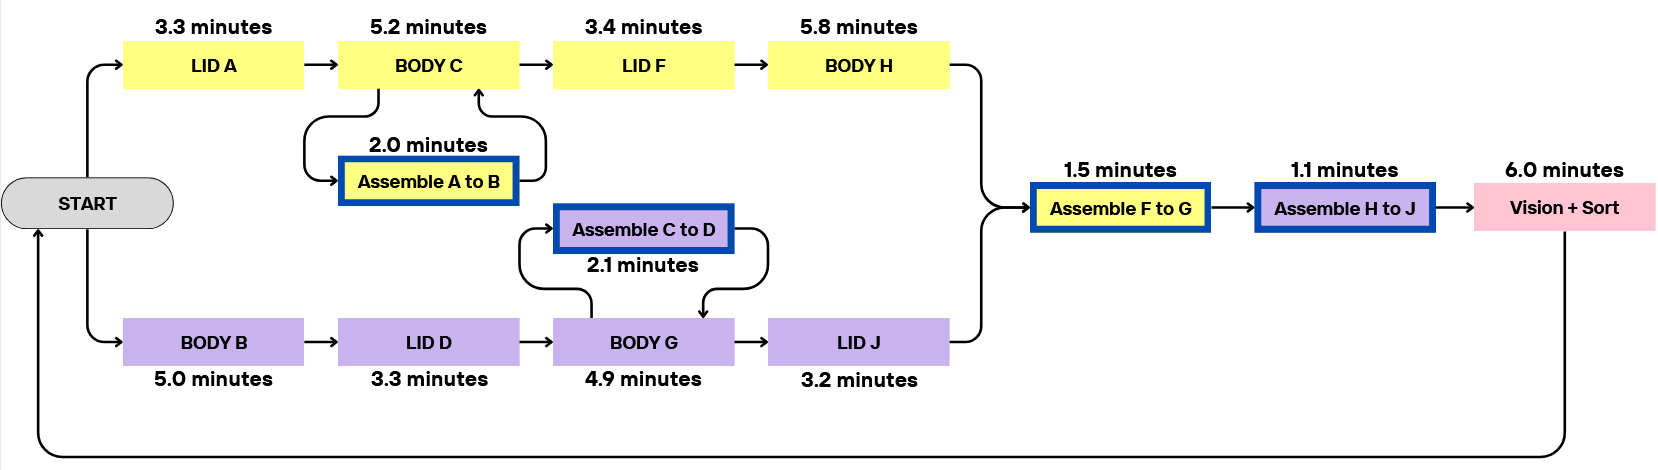 3.3 minutes
LID A
5.2 minutes
BODY C
3.4 minutes
LID F
5.8 minutes
BODY H
2.0 minutes
Assemble A to B
START
Assemble C to D
2.1 minutes
BODY B
5.0 minutes
LID D
3.3 minutes
BODY G
4.9 minutes
LID J
3.2 minutes
1.5 minutes
Assemble F to G
1.1 minutes
Assemble H to J
6.0 minutes
Vision + Sort